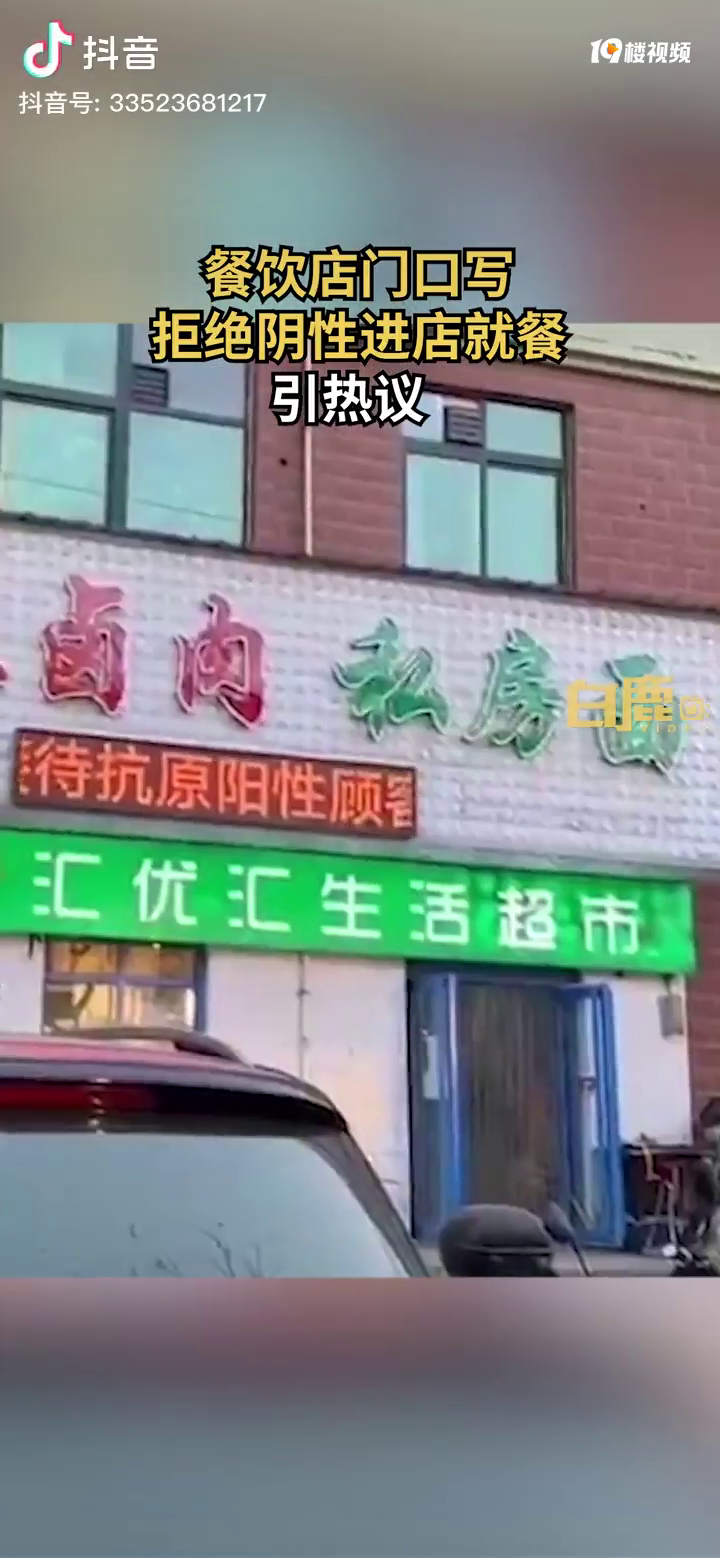 抖音
19楼视频
抖音号: 33523681217
餐饮店门口写
拒绝阴性进店就餐
引热议
卤肉 私房面
白鹿
待抗原阳性顾客
汇优汇生活超市